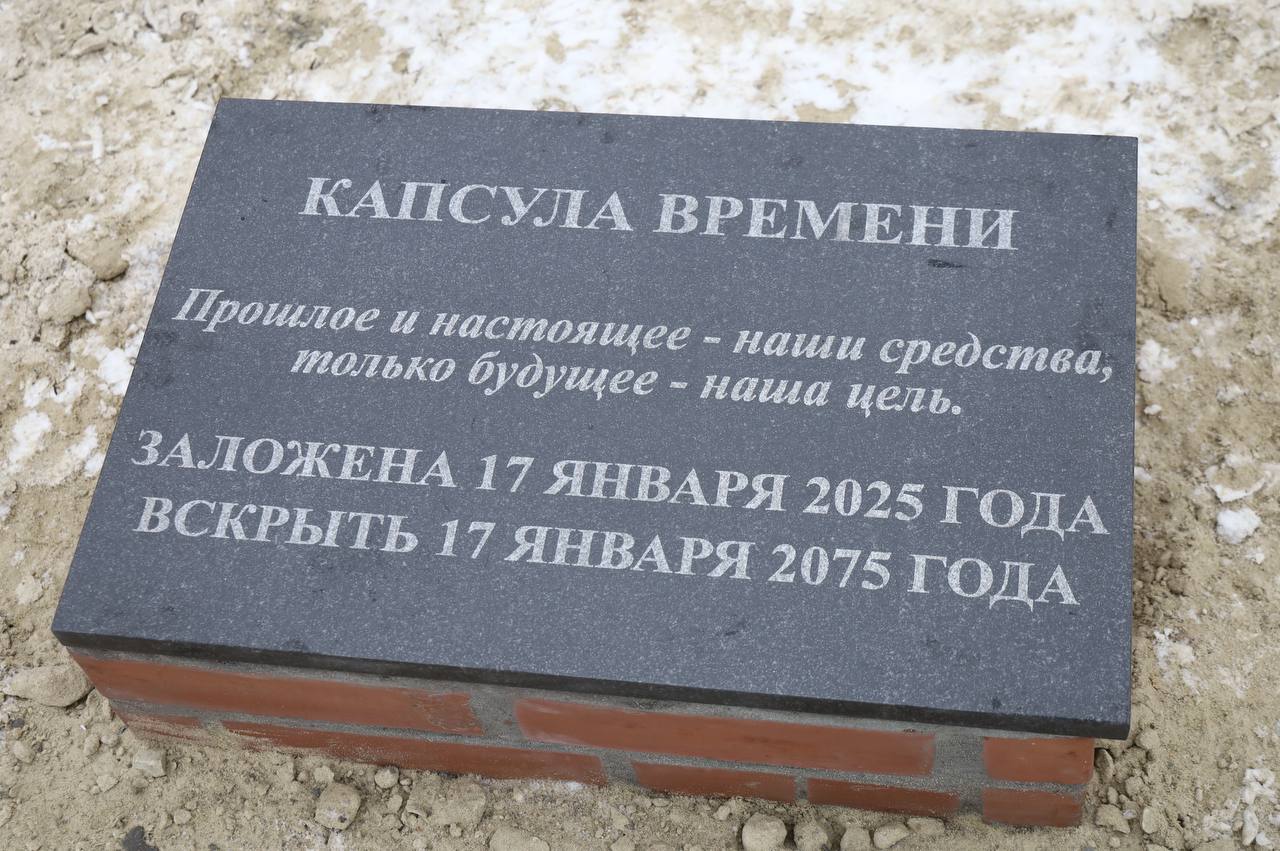 КАПСУЛА ВРЕМЕНИ
Прошлое и настоящее - наши средства,
только будущее - наша цель.
ЗАЛОЖЕНА 17 ЯНВАРЯ 2025 ГОДА
ВСКРЫТЬ 17 ЯНВАРЯ 2075 ГОДА